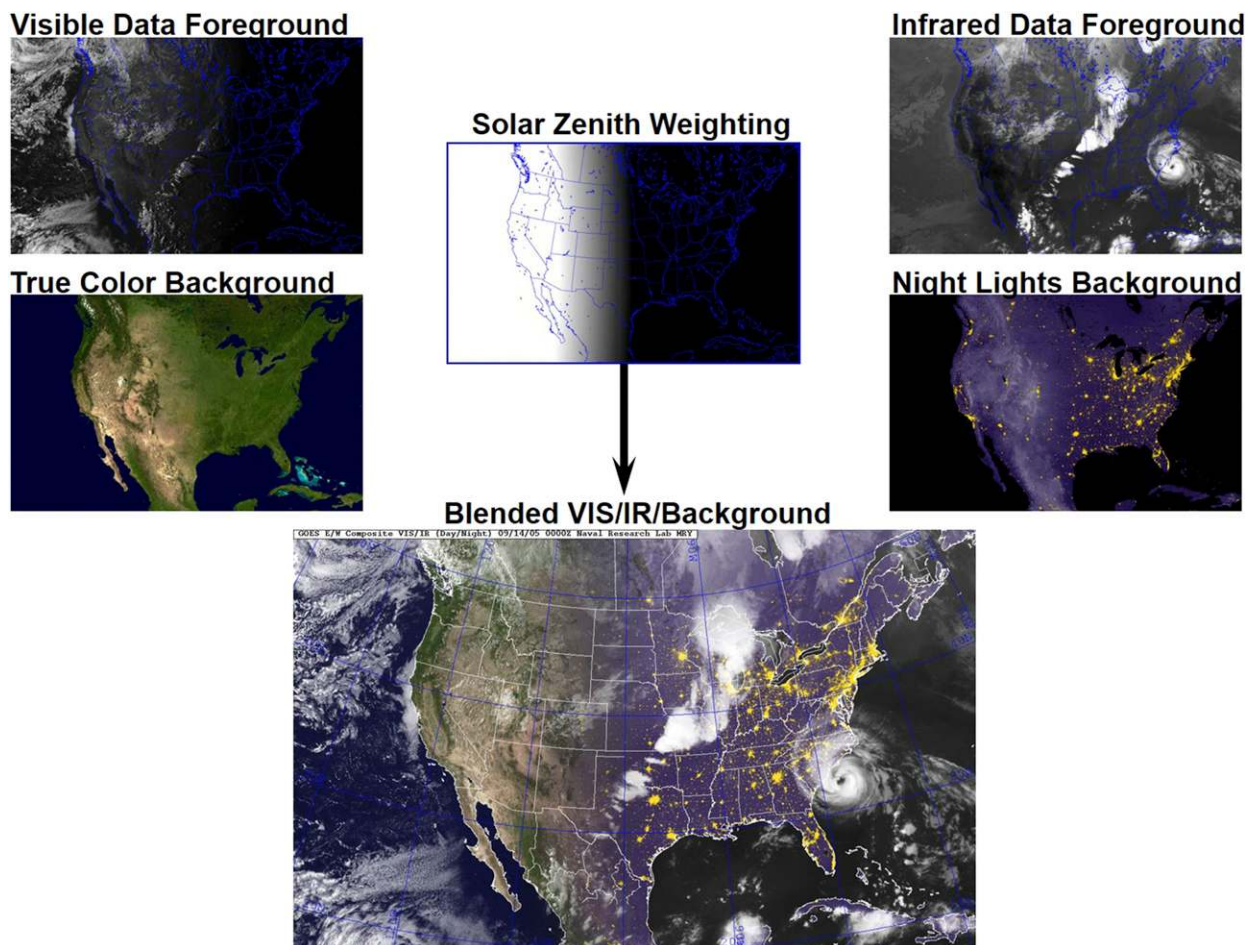 Visible Data Foreground
Infrared Data Foreground
Solar Zenith Weighting
True Color Background
Night Lights Background
Blended VIS/IR/Background
GOES E/W Composite VIS/IR (Day/Night) 09/14/05 0000Z Naval Research Lab MRY